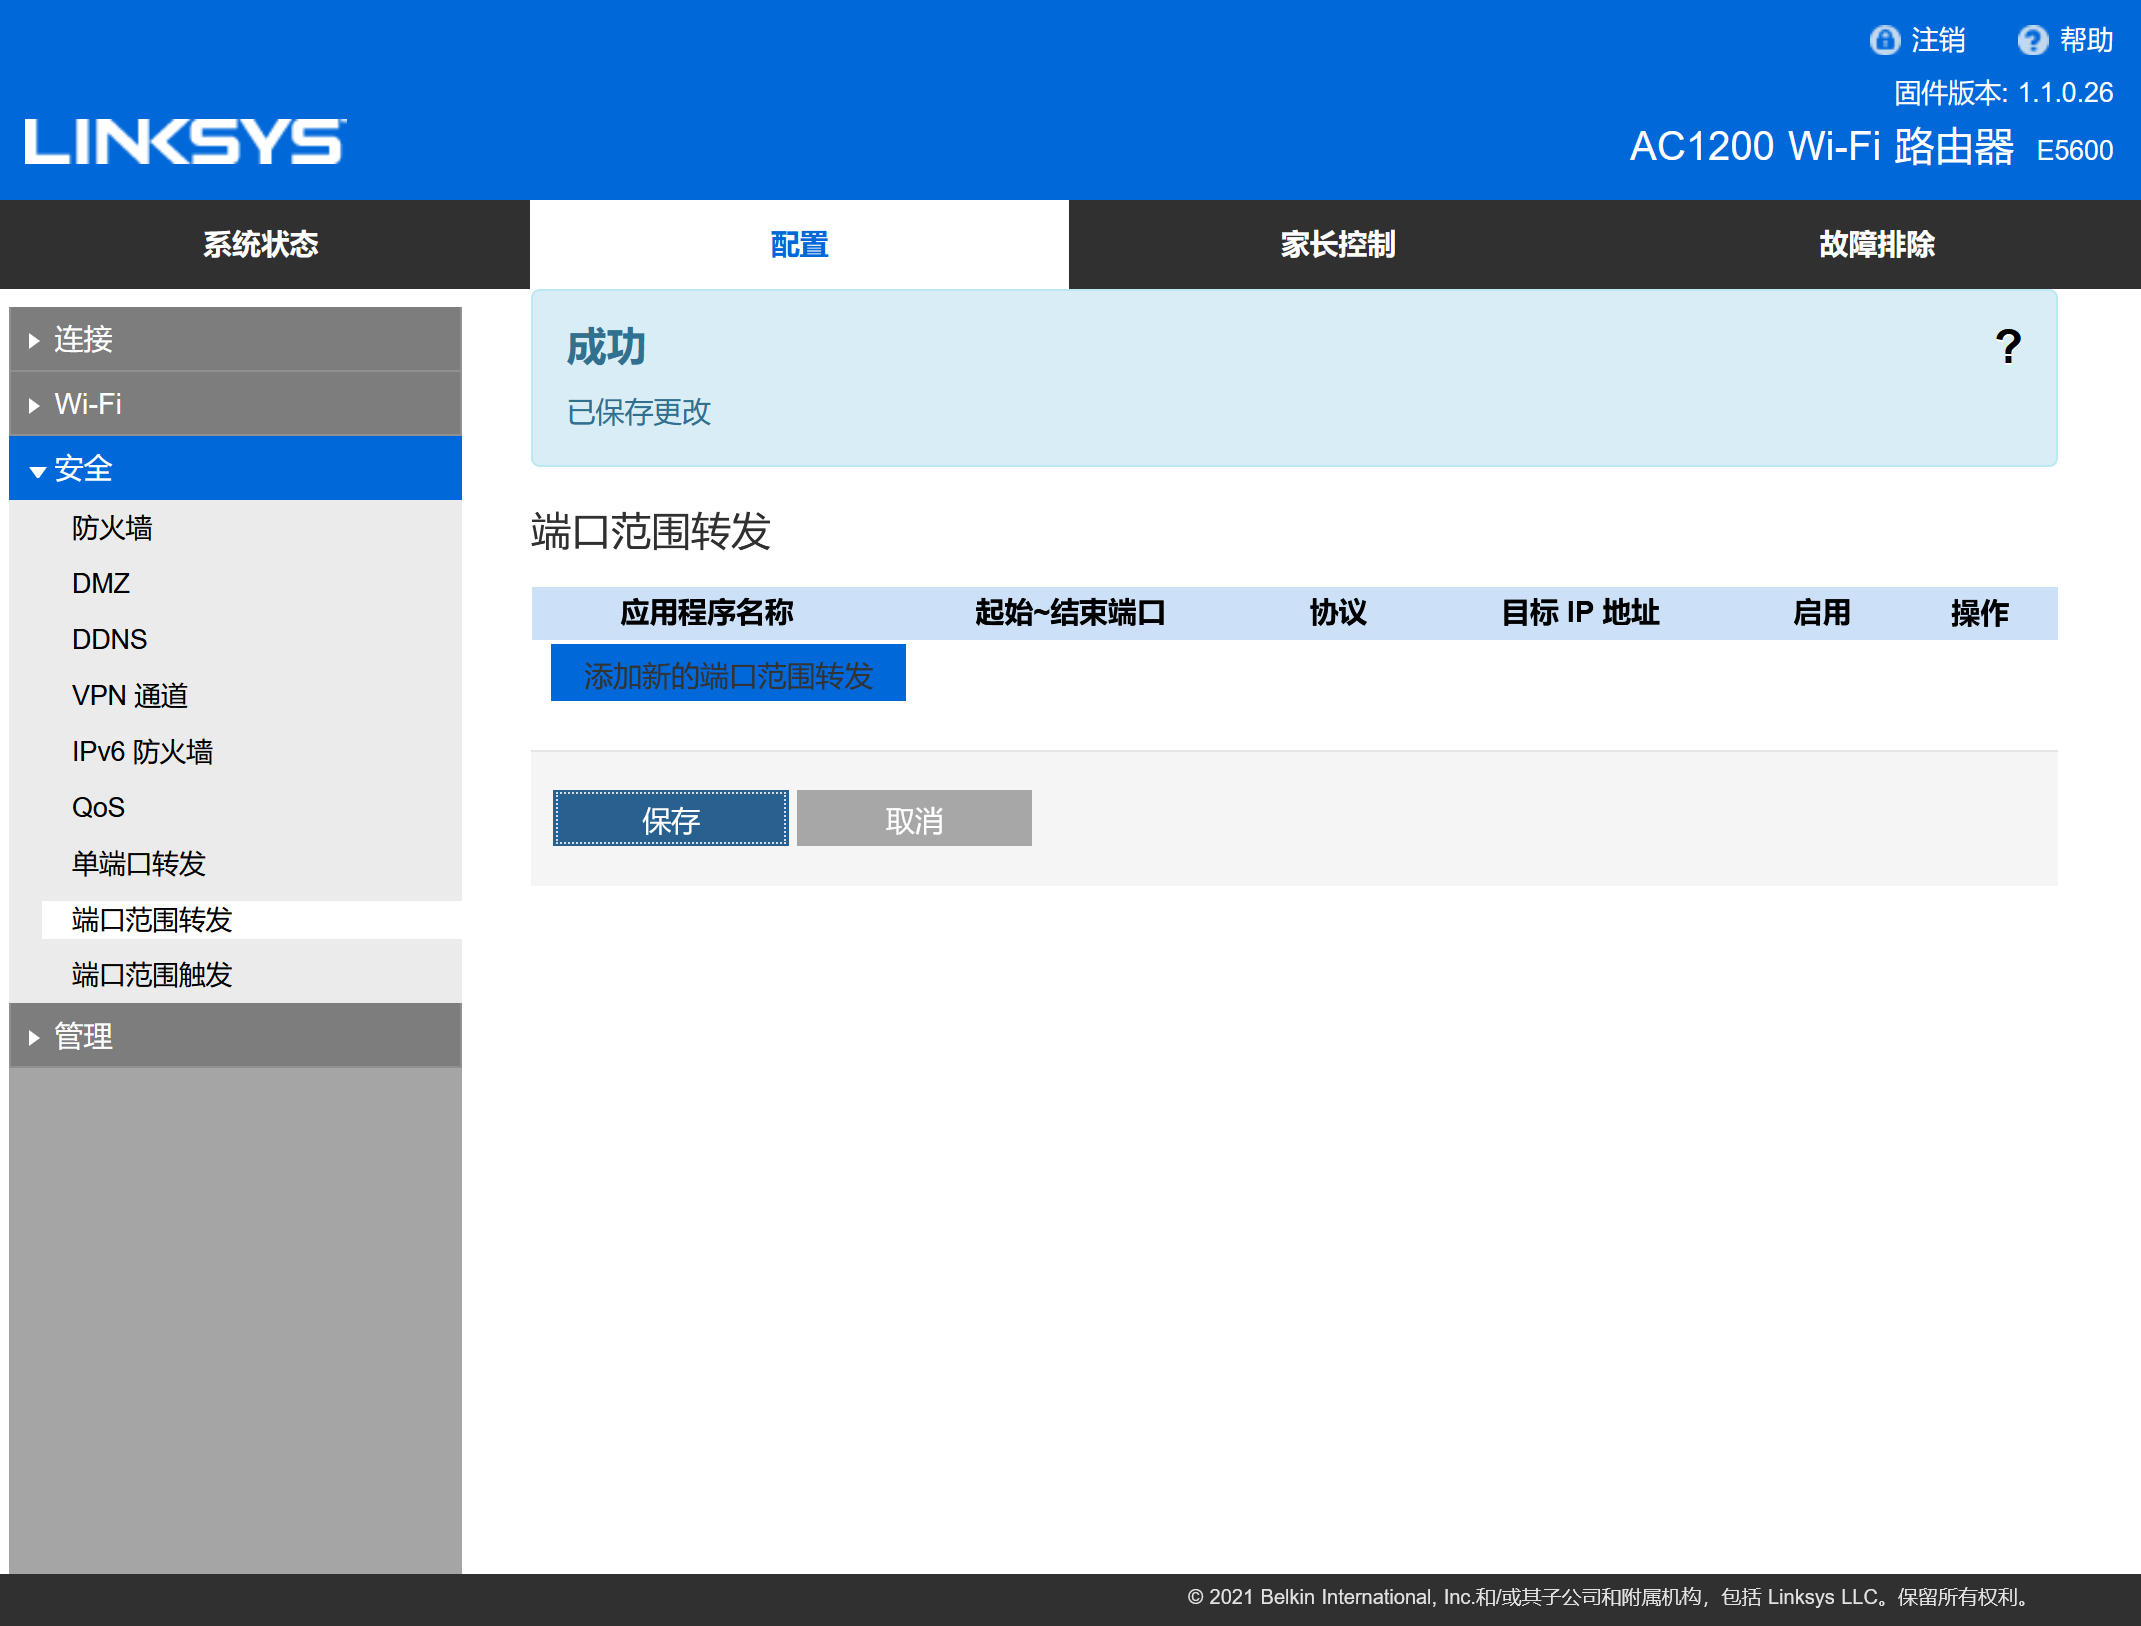 注销 帮助
固件版本: 1.1.0.26
LINKSYS
AC1200 Wi-Fi 路由器 E5600
系统状态 配置 家长控制 故障排除
连接
Wi-Fi
安全
防火墙
DMZ
DDNS
VPN 通道
IPv6 防火墙
QoS
单端口转发
端口范围转发
端口范围触发
管理
成功 ?
已保存更改
端口范围转发
应用程序名称 起始~结束端口 协议 目标 IP 地址 启用 操作
添加新的端口范围转发
保存 取消
© 2021 Belkin International, Inc.和/或其子公司和附属机构，包括 Linksys LLC。保留所有权利。